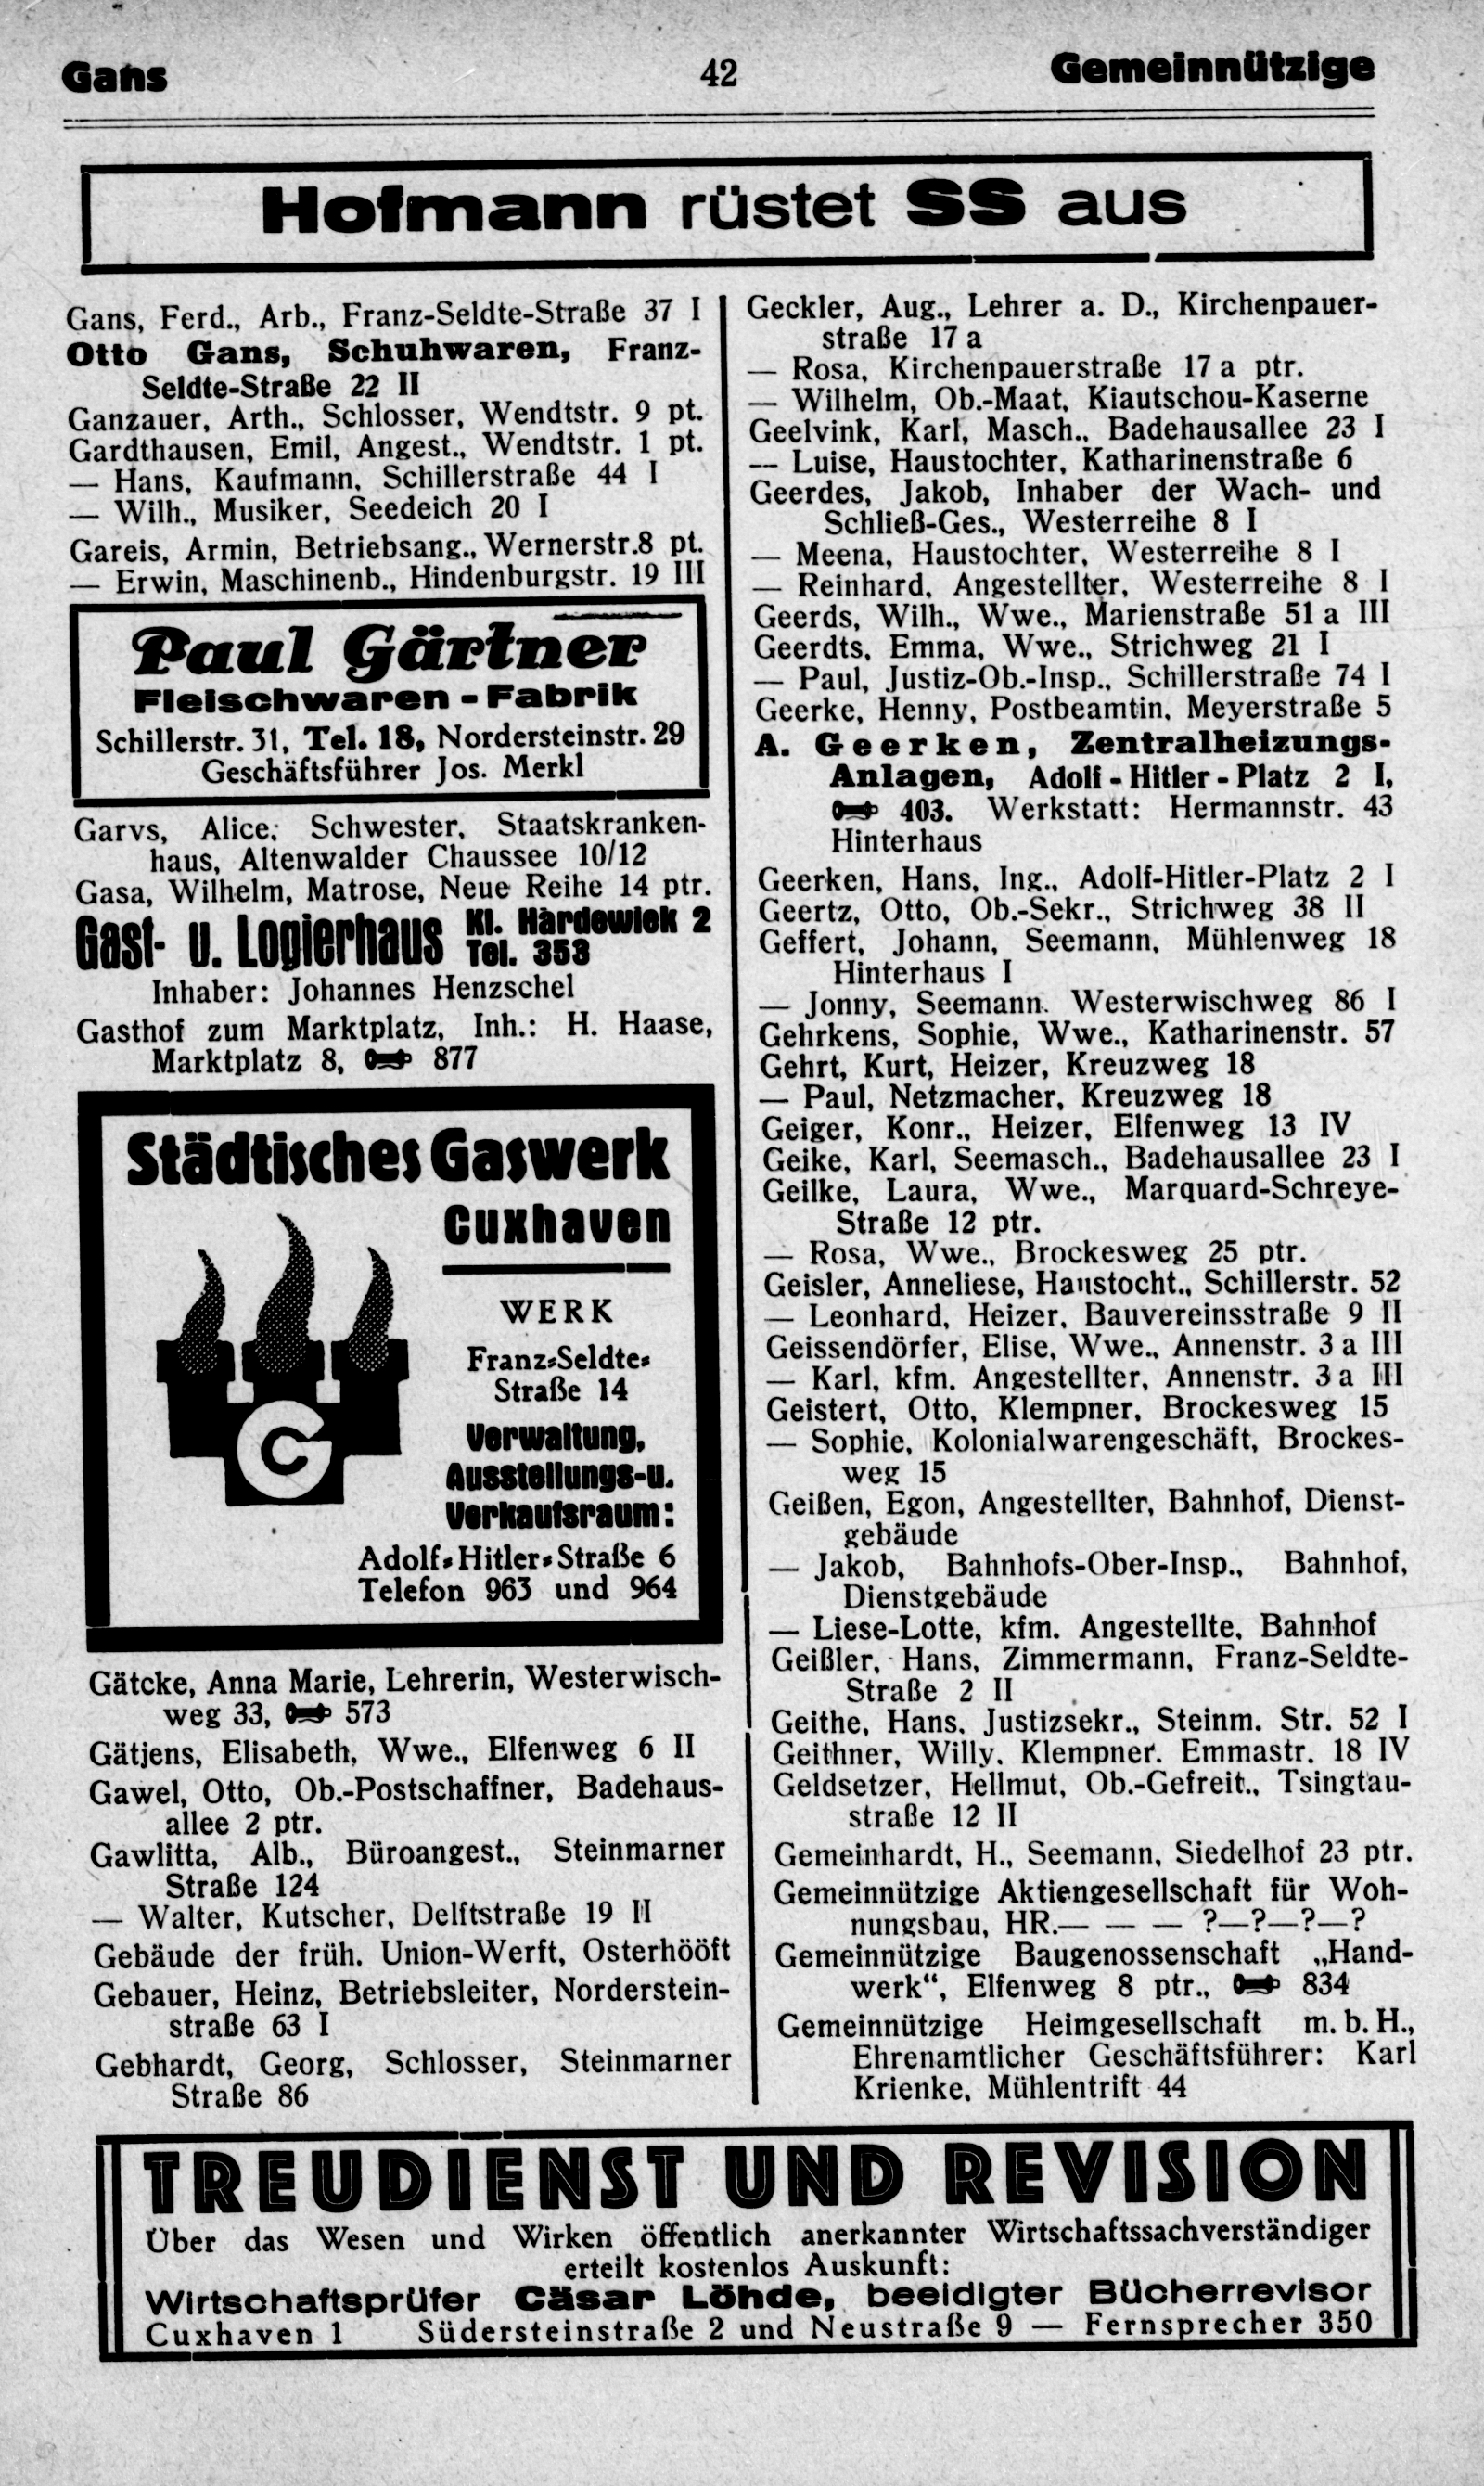 Gans
42
Gemeinnützige
Hofmann rüstet SS aus
Gans, Ferd., Arb., Franz-Seldte-Straße 37 I
Otto Gans, Schuhwaren, Franz-
Seldte-Straße 22 II
Ganzauer, Arth., Schlosser, Wendtstr. 9 pt.
Gardthausen, Emil, Angest., Wendtstr. 1 pt.
— Hans, Kaufmann, Schillerstraße 44 I
— Wilh., Musiker, Seedeich 20 I
Gareis, Armin, Betriebsang., Wernerstr.8 pt.
— Erwin, Maschinenb., Hindenburgstr. 19 III
Paul Gärtner
Fleischwaren - Fabrik
Schillerstr. 31, Tel. 18, Nordersteinstr. 29
Geschäftsführer Jos. Merkl
Garvs, Alice, Schwester, Staatskranken-
haus, Altenwalder Chaussee 10/12
Gasa, Wilhelm, Matrose, Neue Reihe 14 ptr.
Gast- u. Logierhaus Kl. Hardewiek 2
Tel. 353
Inhaber: Johannes Henzschel
Gasthof zum Marktplatz, Inh.: H. Haase,
Marktplatz 8, 877
Städtisches Gaswerk
Cuxhaven
WERK
Franz-Seldte-
Straße 14
Verwaltung,
Ausstellungs-u.
Verkaufsraum:
Adolf-Hitler-Straße 6
Telefon 963 und 964
G
Gätcke, Anna Marie, Lehrerin, Westerwisch-
weg 33, 573
Gätjens, Elisabeth, Wwe., Elfenweg 6 II
Gawel, Otto, Ob.-Postschaffner, Badehaus-
allee 2 ptr.
Gawlitta, Alb., Büroangest., Steinmarner
Straße 124
— Walter, Kutscher, Delftstraße 19 II
Gebäude der früh. Union-Werft, Osterhööft
Gebauer, Heinz, Betriebsleiter, Norderstein-
straße 63 I
Gebhardt, Georg, Schlosser, Steinmarner
Straße 86
Geckler, Aug., Lehrer a. D., Kirchenpauer-
straße 17 a
— Rosa, Kirchenpauerstraße 17 a ptr.
— Wilhelm, Ob.-Maat, Kiautschou-Kaserne
Geelvink, Karl, Masch., Badehausallee 23 I
— Luise, Haustochter, Katharinenstraße 6
Geerdes, Jakob, Inhaber der Wach- und
Schließ-Ges., Westerreihe 8 I
— Meena, Haustochter, Westerreihe 8 I
— Reinhard, Angestellter, Westerreihe 8 I
Geerds, Wilh., Wwe., Marienstraße 51 a III
Geerdts, Emma, Wwe., Strichweg 21 I
— Paul, Justiz-Ob.-Insp., Schillerstraße 74 I
Geerke, Henny, Postbeamtin, Meyerstraße 5
A. Geerken, Zentralheizungs-
Anlagen, Adolf - Hitler - Platz 2 I,
403. Werkstatt: Hermannstr. 43
Hinterhaus
Geerken, Hans, Ing., Adolf-Hitler-Platz 2 I
Geertz, Otto, Ob.-Sekr., Strichweg 38 II
Geffert, Johann, Seemann, Mühlenweg 18
Hinterhaus I
— Jonny, Seemann. Westerwischweg 86 I
Gehrkens, Sophie, Wwe., Katharinenstr. 57
Gehrt, Kurt, Heizer, Kreuzweg 18
— Paul, Netzmacher, Kreuzweg 18
Geiger, Konr., Heizer, Elfenweg 13 IV
Geike, Karl, Seemasch., Badehausallee 23 I
Geilke, Laura, Wwe., Marquard-Schreye-
Straße 12 ptr.
— Rosa, Wwe., Brockesweg 25 ptr.
Geisler, Anneliese, Haustocht., Schillerstr. 52
— Leonhard, Heizer, Bauvereinsstraße 9 II
Geissendörfer, Elise, Wwe., Annenstr. 3 a III
— Karl, kfm. Angestellter, Annenstr. 3 a III
Geistert, Otto, Klempner, Brockesweg 15
— Sophie, Kolonialwarengeschäft, Brockes-
weg 15
Geißen, Egon, Angestellter, Bahnhof, Dienst-
gebäude
— Jakob, Bahnhofs-Ober-Insp., Bahnhof,
Dienstgebäude
— Liese-Lotte, kfm. Angestellte, Bahnhof
Geißler, Hans, Zimmermann, Franz-Seldte-
Straße 2 II
Geithe, Hans, Justizsekr., Steinm. Str. 52 I
Geithner, Willy, Klempner. Emmastr. 18 IV
Geldsetzer, Hellmut, Ob.-Gefreit., Tsingtau-
straße 12 II
Gemeinhardt, H., Seemann, Siedelhof 23 ptr.
Gemeinnützige Aktiengesellschaft für Woh-
nungsbau, HR.— — — ?—?—?—?
Gemeinnützige Baugenossenschaft „Hand-
werk“, Elfenweg 8 ptr., 834
Gemeinnützige Heimgesellschaft m. b. H.,
Ehrenamtlicher Geschäftsführer: Karl
Krienke, Mühlentrift 44
TREUDIENST UND REVISION
Über das Wesen und Wirken öffentlich anerkannter Wirtschaftssachverständiger
erteilt kostenlos Auskunft:
Wirtschaftsprüfer Cäsar Löhde, beeidigter Bücherrevisor
Cuxhaven 1 Südersteinstraße 2 und Neustraße 9 — Fernsprecher 350